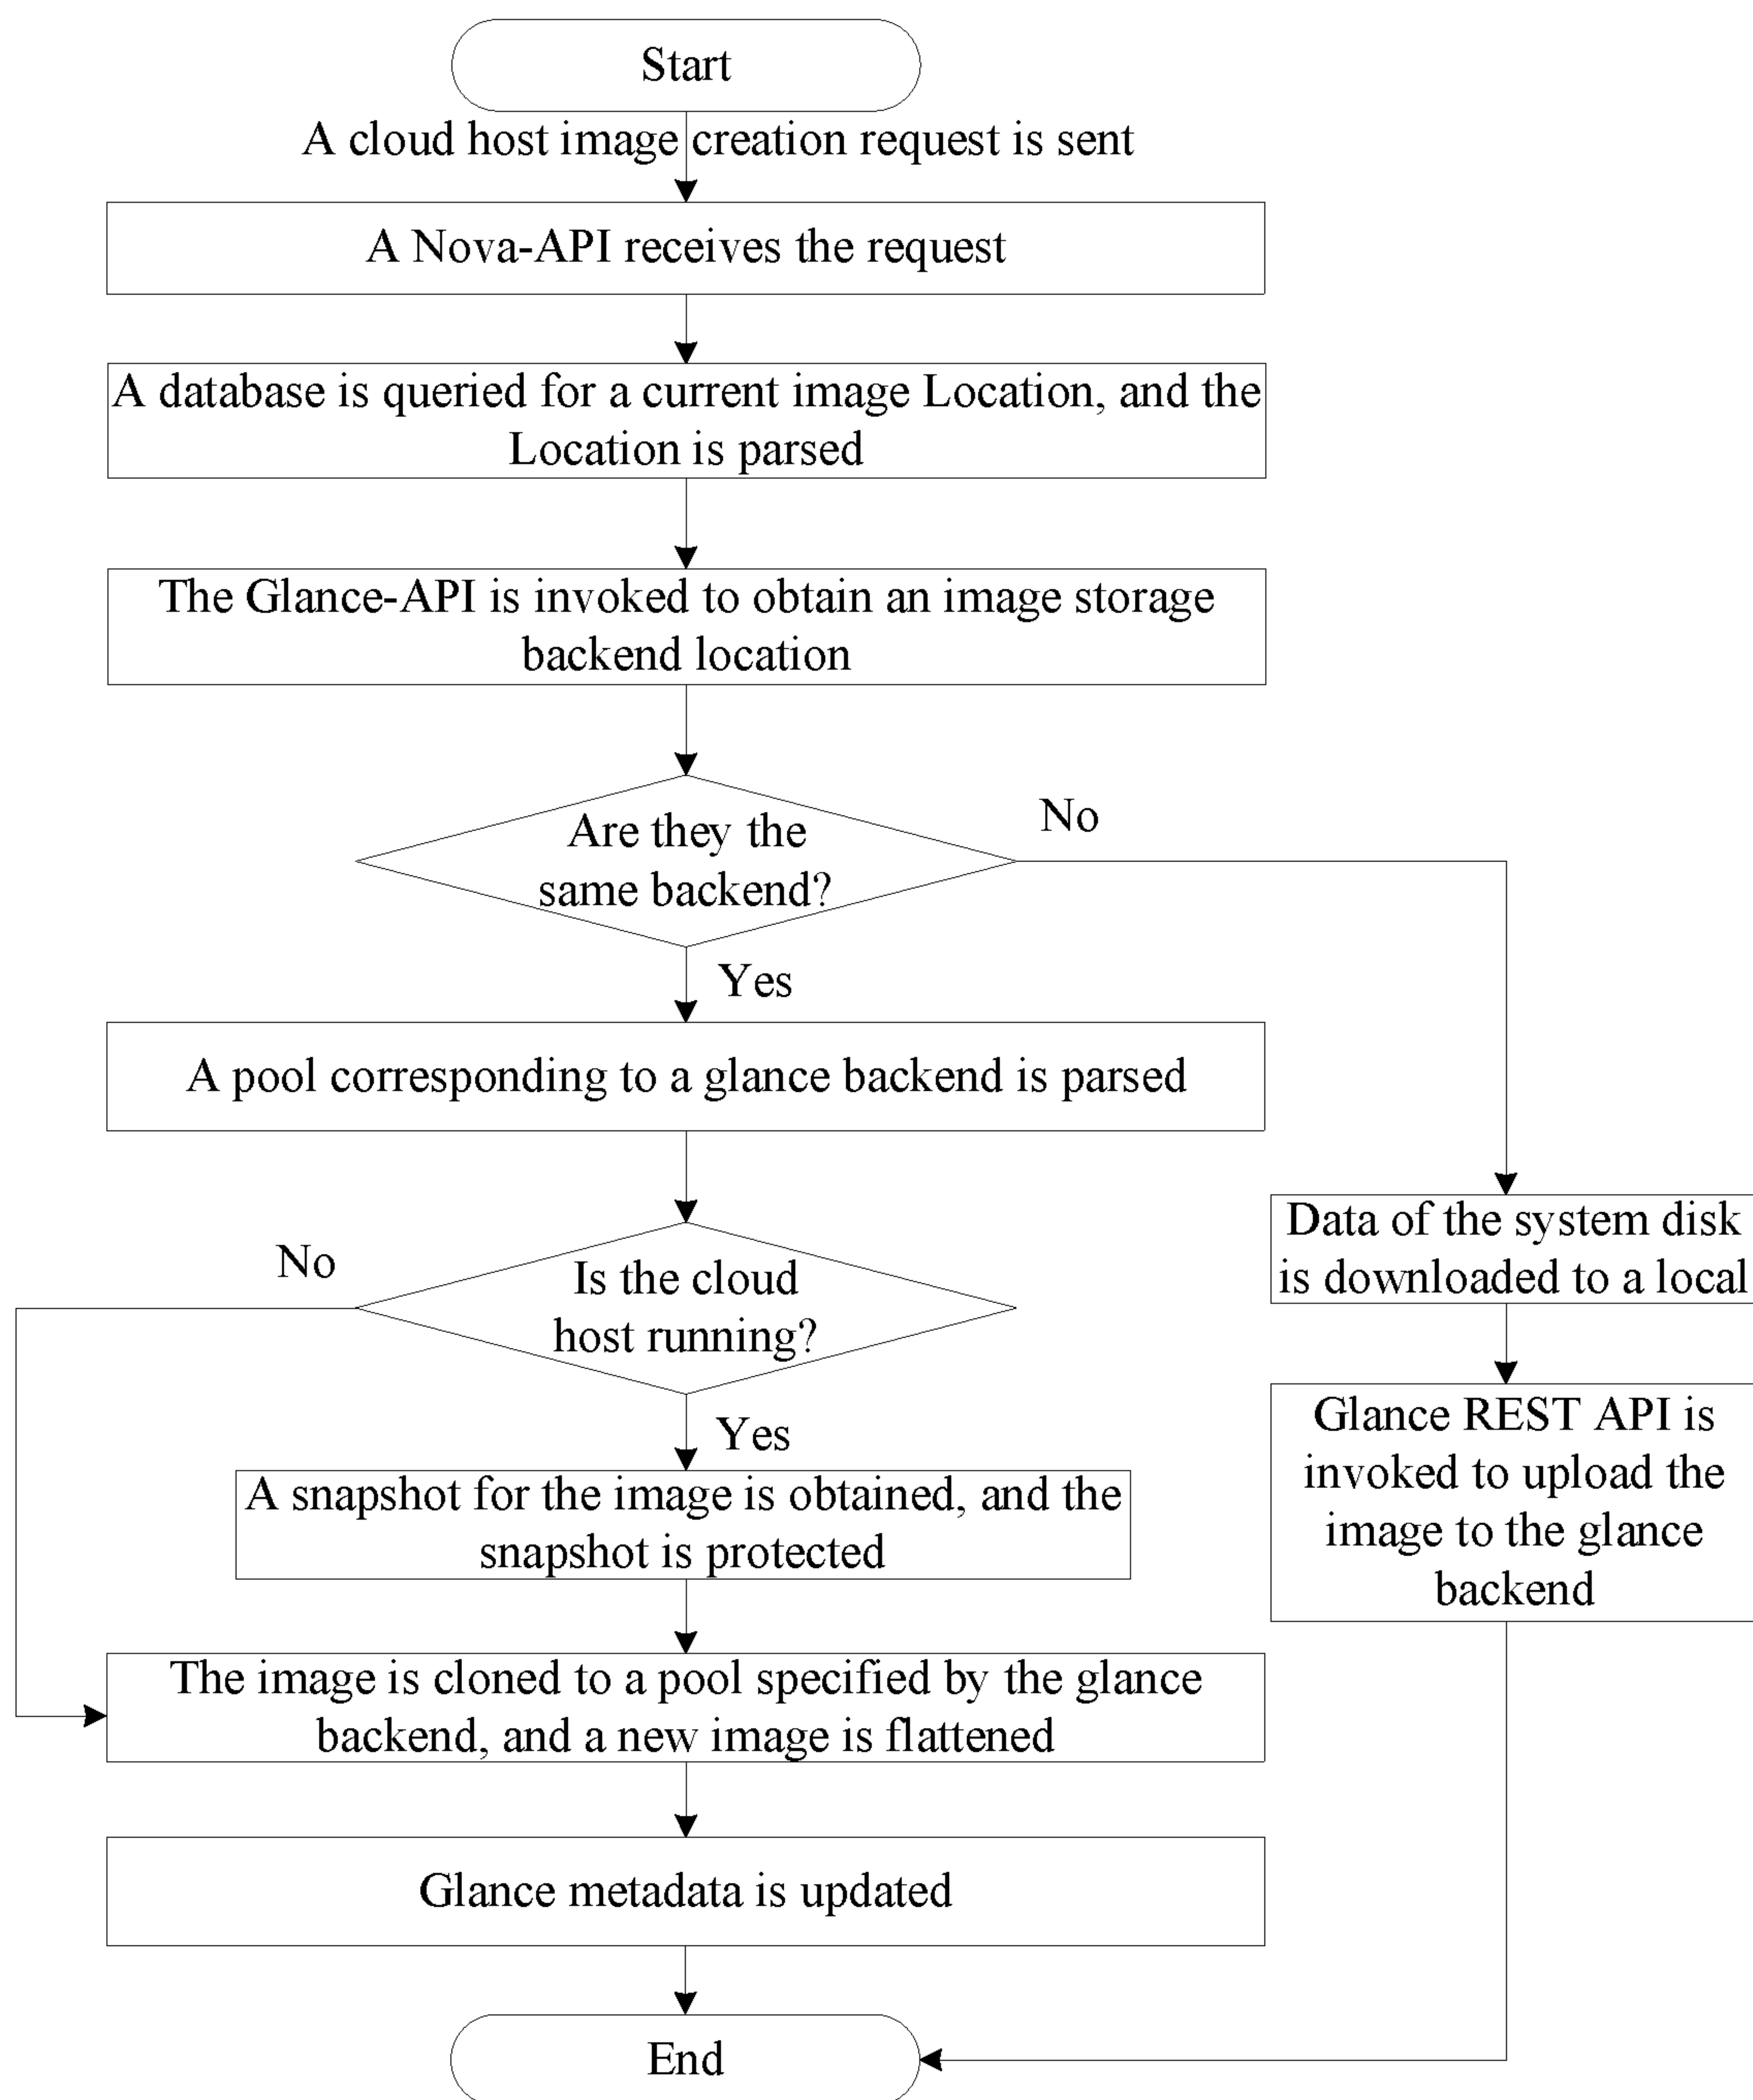 Start
A cloud host image creation request is sent
A Nova-API receives the request
A database is queried for a current image Location, and the
Location is parsed
The Glance-API is invoked to obtain an image storage
backend location
Are they the
same backend?
No
Yes
A pool corresponding to a glance backend is parsed
Data of the system disk
is downloaded to a local
No
Is the cloud
host running?
Yes
Glance REST API is
invoked to upload the
image to the glance
backend
A snapshot for the image is obtained, and the
snapshot is protected
The image is cloned to a pool specified by the glance
backend, and a new image is flattened
Glance metadata is updated
End